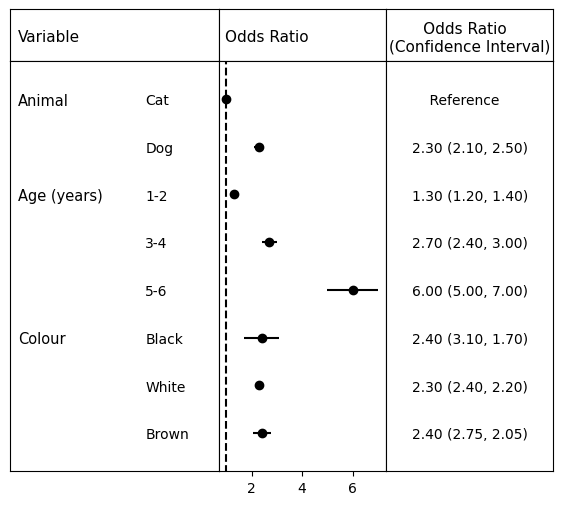 Variable Odds Ratio Odds Ratio
(Confidence Interval)
Animal Cat Reference
Dog 2.30 (2.10, 2.50)
Age (years) 1-2 1.30 (1.20, 1.40)
3-4 2.70 (2.40, 3.00)
5-6 6.00 (5.00, 7.00)
Colour Black 2.40 (3.10, 1.70)
White 2.30 (2.40, 2.20)
Brown 2.40 (2.75, 2.05)
2 4 6